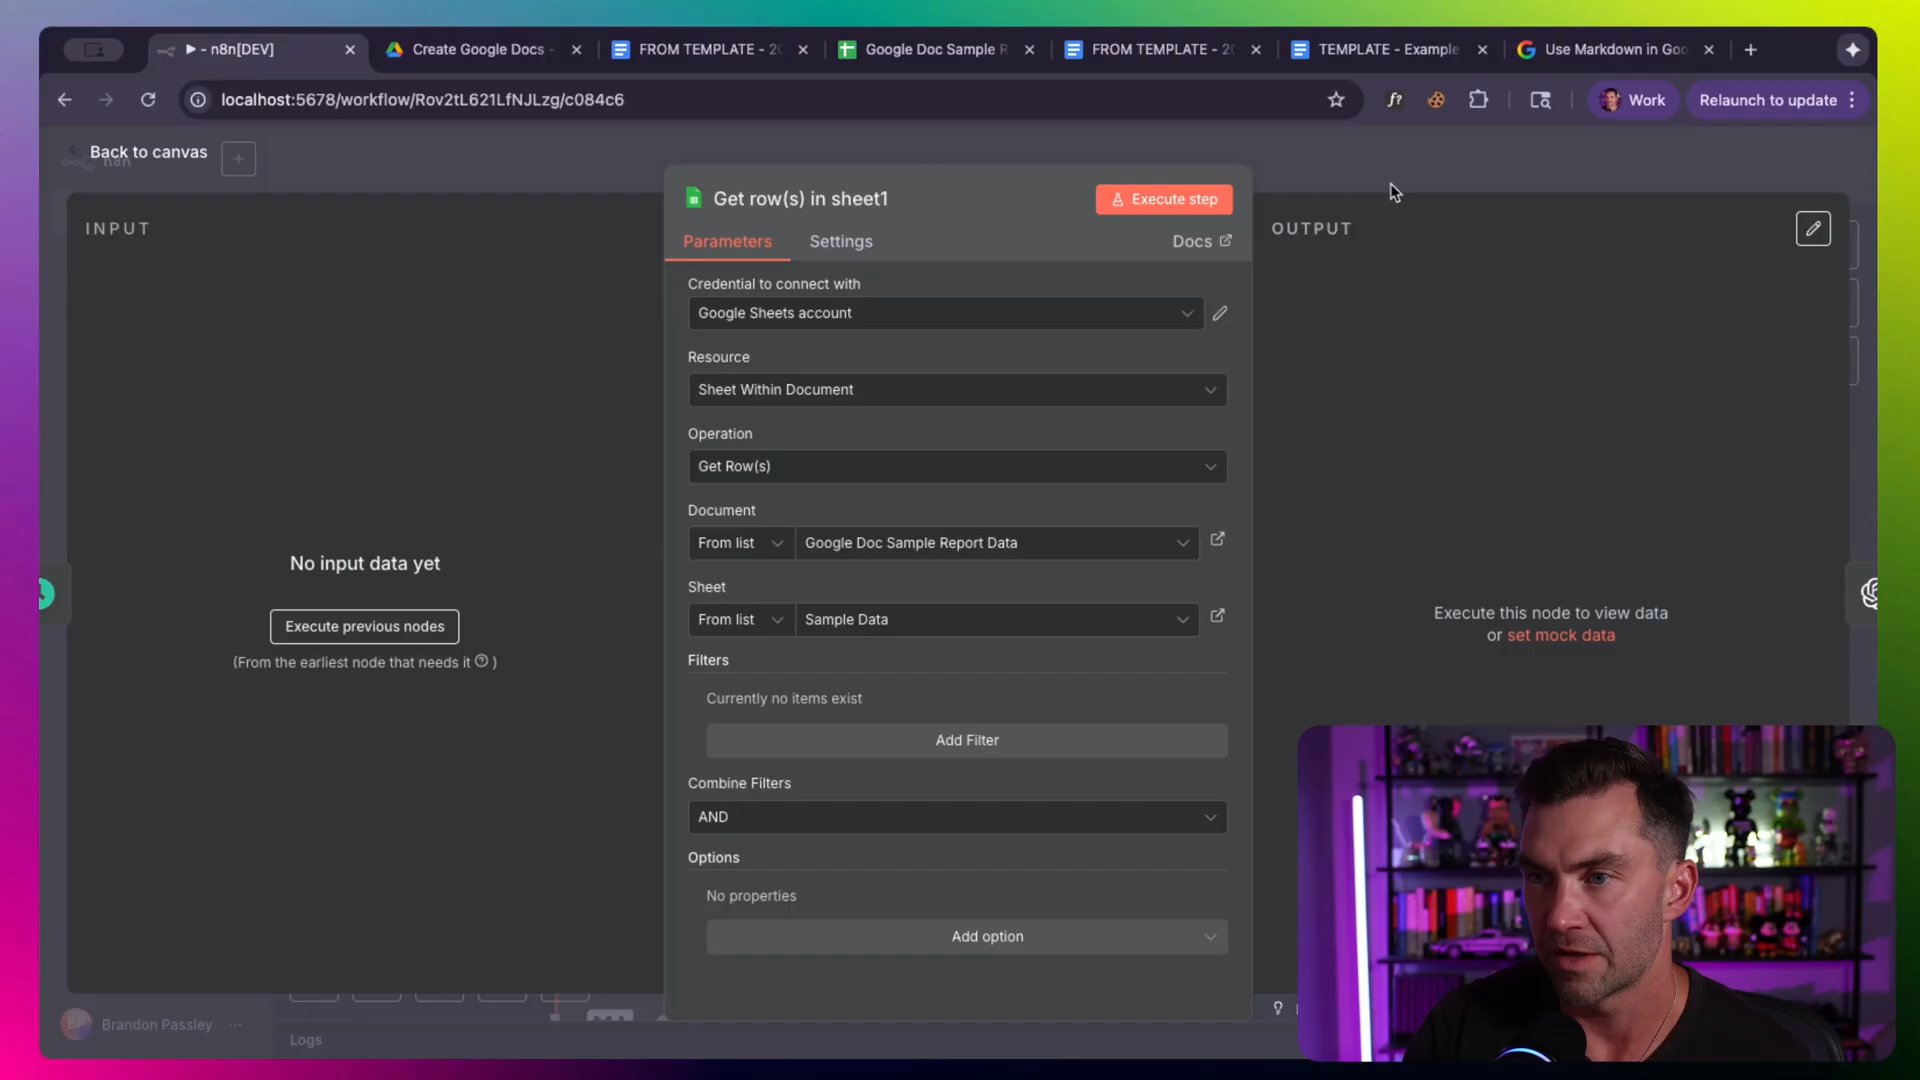 ▶ - n8n[DEV]
Create Google Docs -
FROM TEMPLATE - 20
Google Doc Sample R
FROM TEMPLATE - 20
TEMPLATE - Example
Use Markdown in Goo
localhost:5678/workflow/Rov2tL621LfNJLzg/c084c6
f?
Work
Relaunch to update
Back to canvas
n8n
INPUT
Get row(s) in sheet1
Execute step
OUTPUT
Parameters
Settings
Docs
Credential to connect with
Google Sheets account
Resource
Sheet Within Document
Operation
Get Row(s)
Document
From list
Google Doc Sample Report Data
Sheet
From list
Sample Data
Filters
Currently no items exist
Add Filter
Combine Filters
AND
Options
No properties
Add option
No input data yet
Execute previous nodes
(From the earliest node that needs it ? )
Execute this node to view data
or set mock data
BP
Brandon Passley
Logs